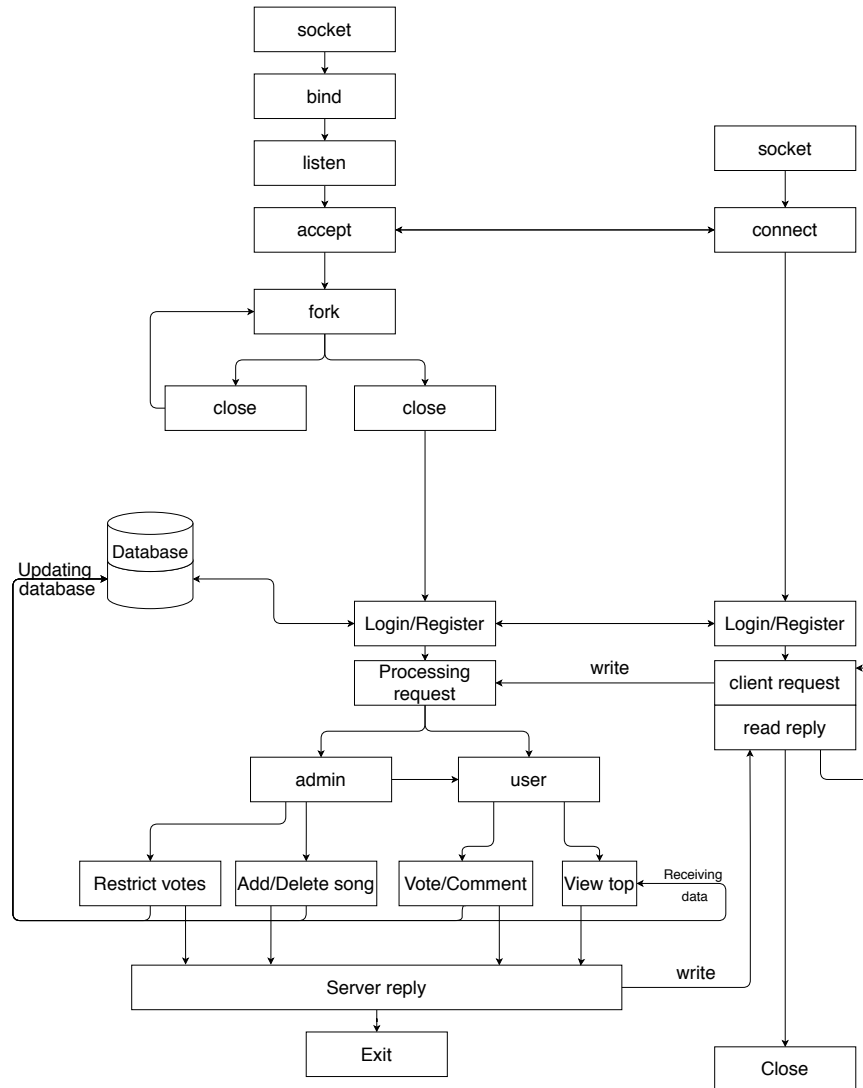 socket
bind
listen
socket
accept
connect
fork
close
close
Database
Updating
database
Login/Register
Login/Register
Processing
request
write
client request
read reply
admin
user
Restrict votes
Add/Delete song
Vote/Comment
View top
Receiving
data
Server reply
write
Exit
Close